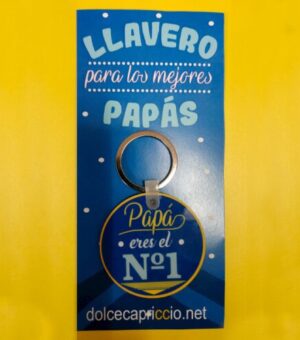 LLAVERO
para los mejores
PAPÁS
Papá
eres el
Nº1
dolcecapriccio.net